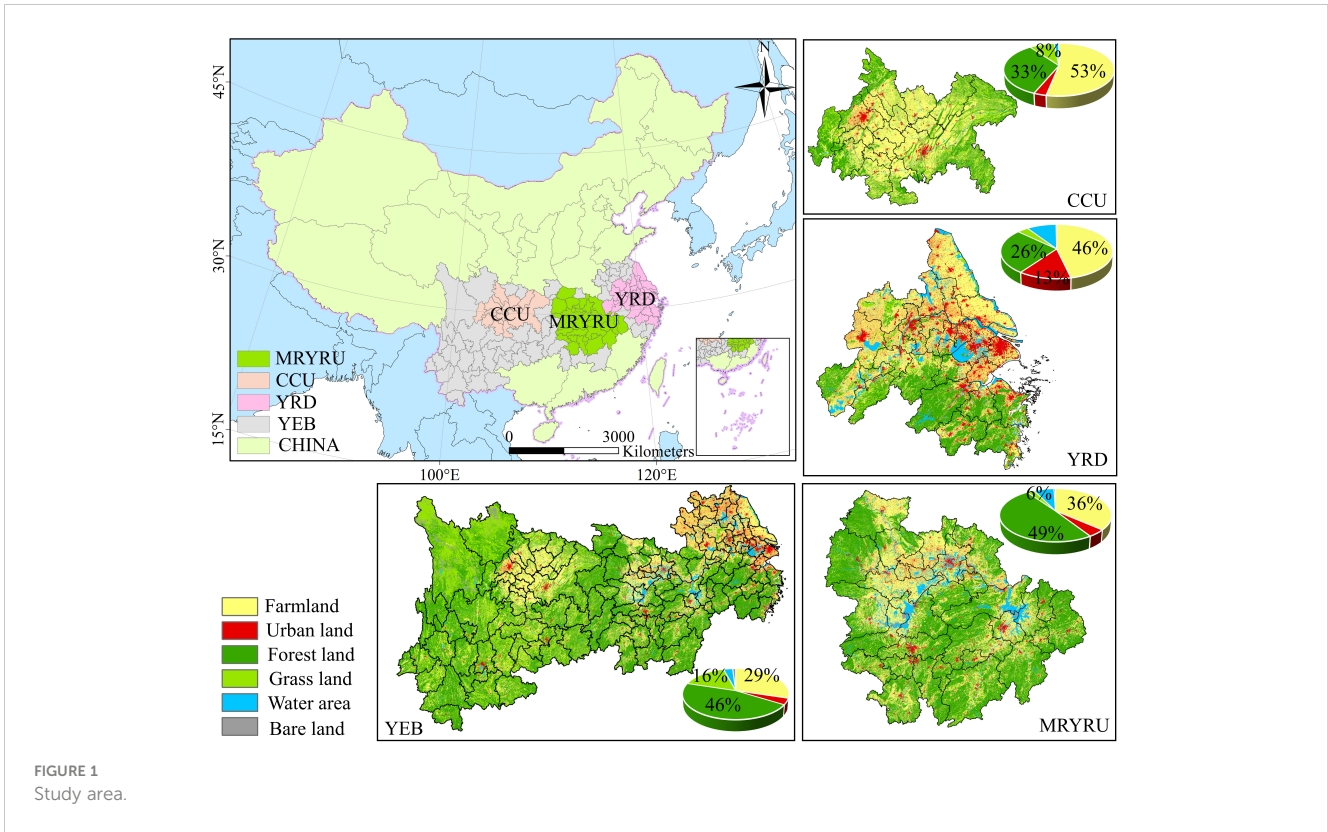 N
45°N
30°N
15°N
CCU
MRYRU
YRD
MRYRU
CCU
YRD
YEB
CHINA
0 3000
Kilometers
100°E 120°E
8%
33%
53%
CCU
46%
26%
13%
YRD
Farmland
Urban land
Forest land
Grass land
Water area
Bare land
16%
29%
46%
YEB
6%
36%
49%
MRYRU
FIGURE 1
Study area.